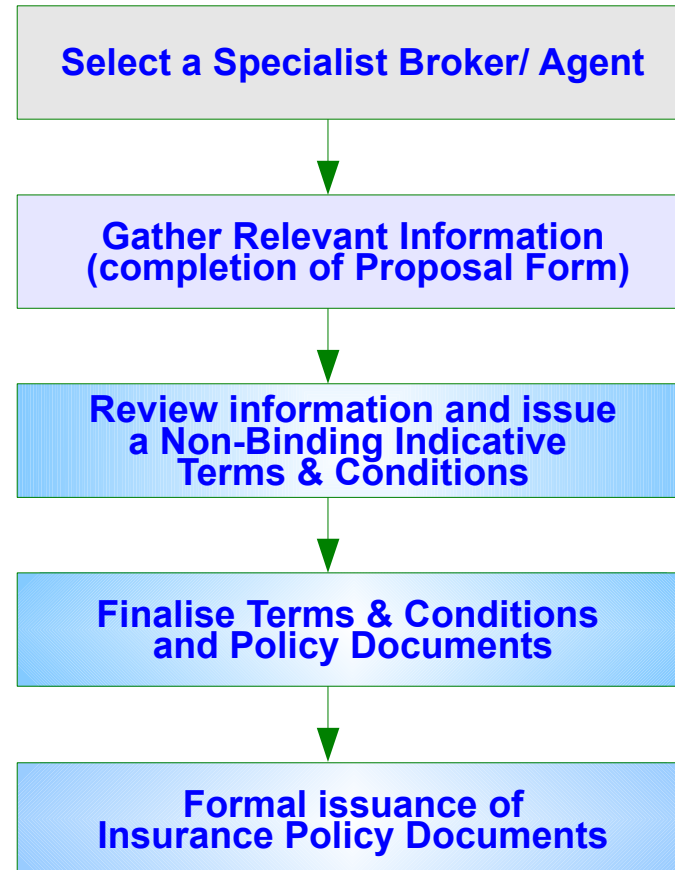 Select a Specialist Broker/ Agent
Gather Relevant Information
(completion of Proposal Form)
Review information and issue
a Non-Binding Indicative
Terms & Conditions
Finalise Terms & Conditions
and Policy Documents
Formal issuance of
Insurance Policy Documents